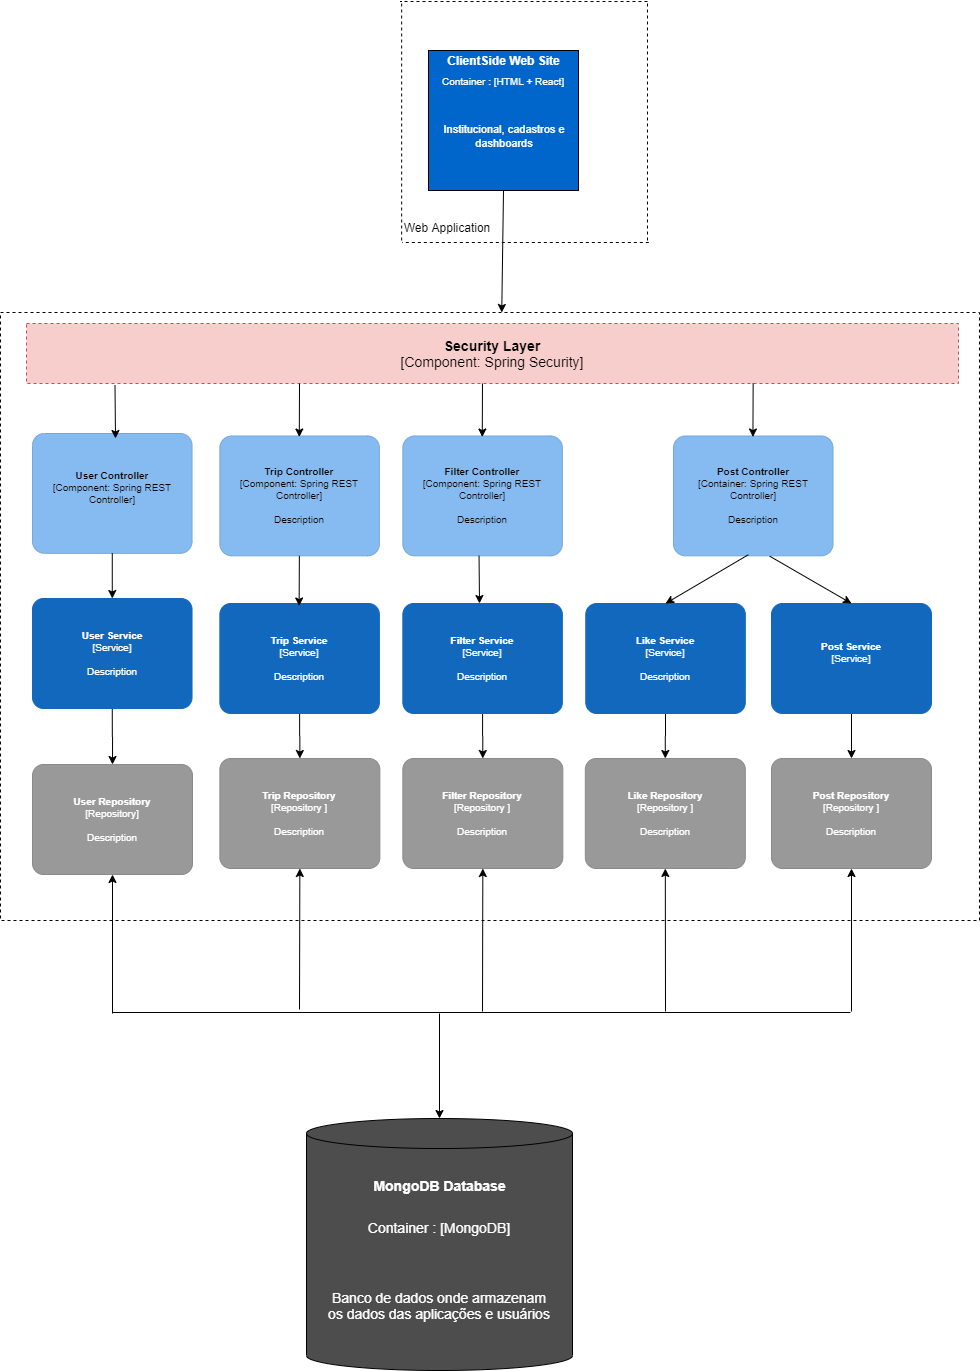 ClientSide Web Site
Container : [HTML + React]
Institucional, cadastros e
dashboards
Web Application
Security Layer
[Component: Spring Security]
User Controller
[Component: Spring REST
Controller]
Trip Controller
[Component: Spring REST
Controller]
Description
Filter Controller
[Component: Spring REST
Controller]
Description
Post Controller
[Container: Spring REST
Controller]
Description
User Service
[Service]
Description
Trip Service
[Service]
Description
Filter Service
[Service]
Description
Like Service
[Service]
Description
Post Service
[Service]
User Repository
[Repository]
Description
Trip Repository
[Repository ]
Description
Filter Repository
[Repository ]
Description
Like Repository
[Repository ]
Description
Post Repository
[Repository ]
Description
MongoDB Database
Container : [MongoDB]
Banco de dados onde armazenam
os dados das aplicações e usuários